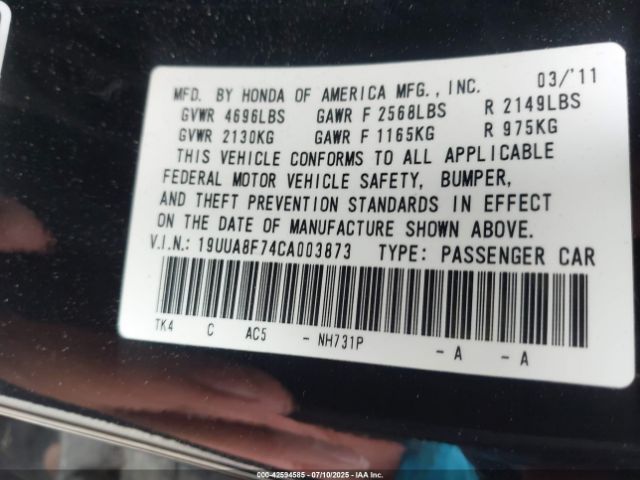 MFD. BY HONDA OF AMERICA MFG., INC. 03/'11
GVWR 4696LBS GAWR F 2568LBS R 2149LBS
GVWR 2130KG GAWR F 1165KG R 975KG
THIS VEHICLE CONFORMS TO ALL APPLICABLE
FEDERAL MOTOR VEHICLE SAFETY, BUMPER,
AND THEFT PREVENTION STANDARDS IN EFFECT
ON THE DATE OF MANUFACTURE SHOWN ABOVE.
V.I.N.: 19UUA8F74CA003873 TYPE: PASSENGER CAR
TK4 C AC5 - NH731P - A - A
000-42594585 - 07/10/2025 - IAA Inc.